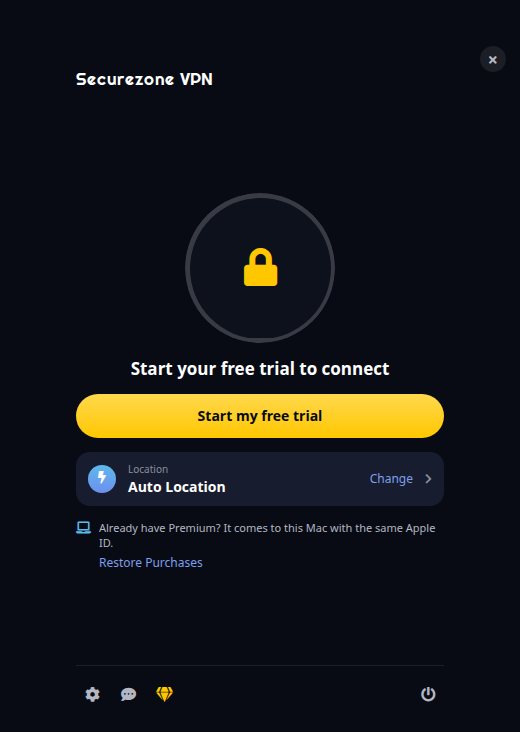 Securezone VPN
Start your free trial to connect
Start my free trial
Location
Auto Location
Change
Already have Premium? It comes to this Mac with the same Apple
ID.
Restore Purchases